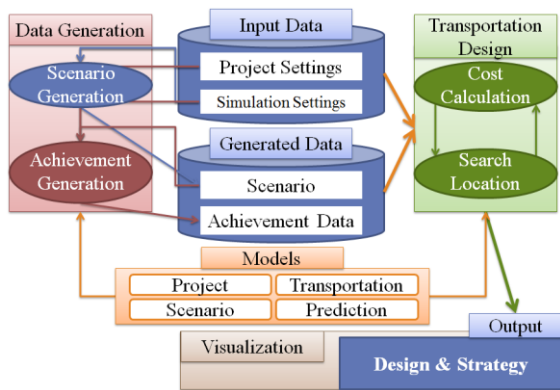 Data Generation
Scenario
Generation
Achievement
Generation
Input Data
Project Settings
Simulation Settings
Generated Data
Scenario
Achievement Data
Transportation
Design
Cost
Calculation
Search
Location
Models
Project
Transportation
Scenario
Prediction
Output
Visualization
Design & Strategy